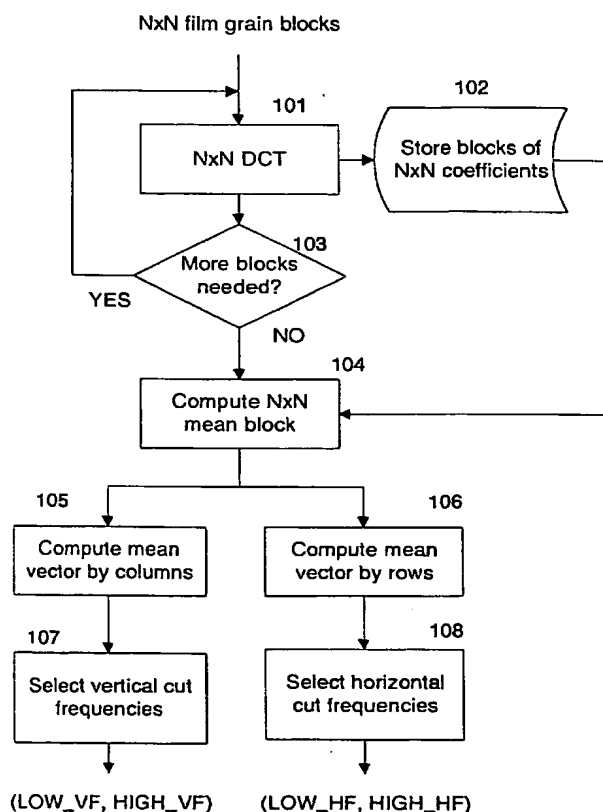 NxN film grain blocks
101
102
NxN DCT
Store blocks of
NxN coefficients
103
More blocks
needed?
YES
NO
104
Compute NxN
mean block
105
106
Compute mean
vector by columns
Compute mean
vector by rows
107
108
Select vertical cut
frequencies
Select horizontal
cut frequencies
(LOW_VF, HIGH_VF)
(LOW_HF, HIGH_HF)